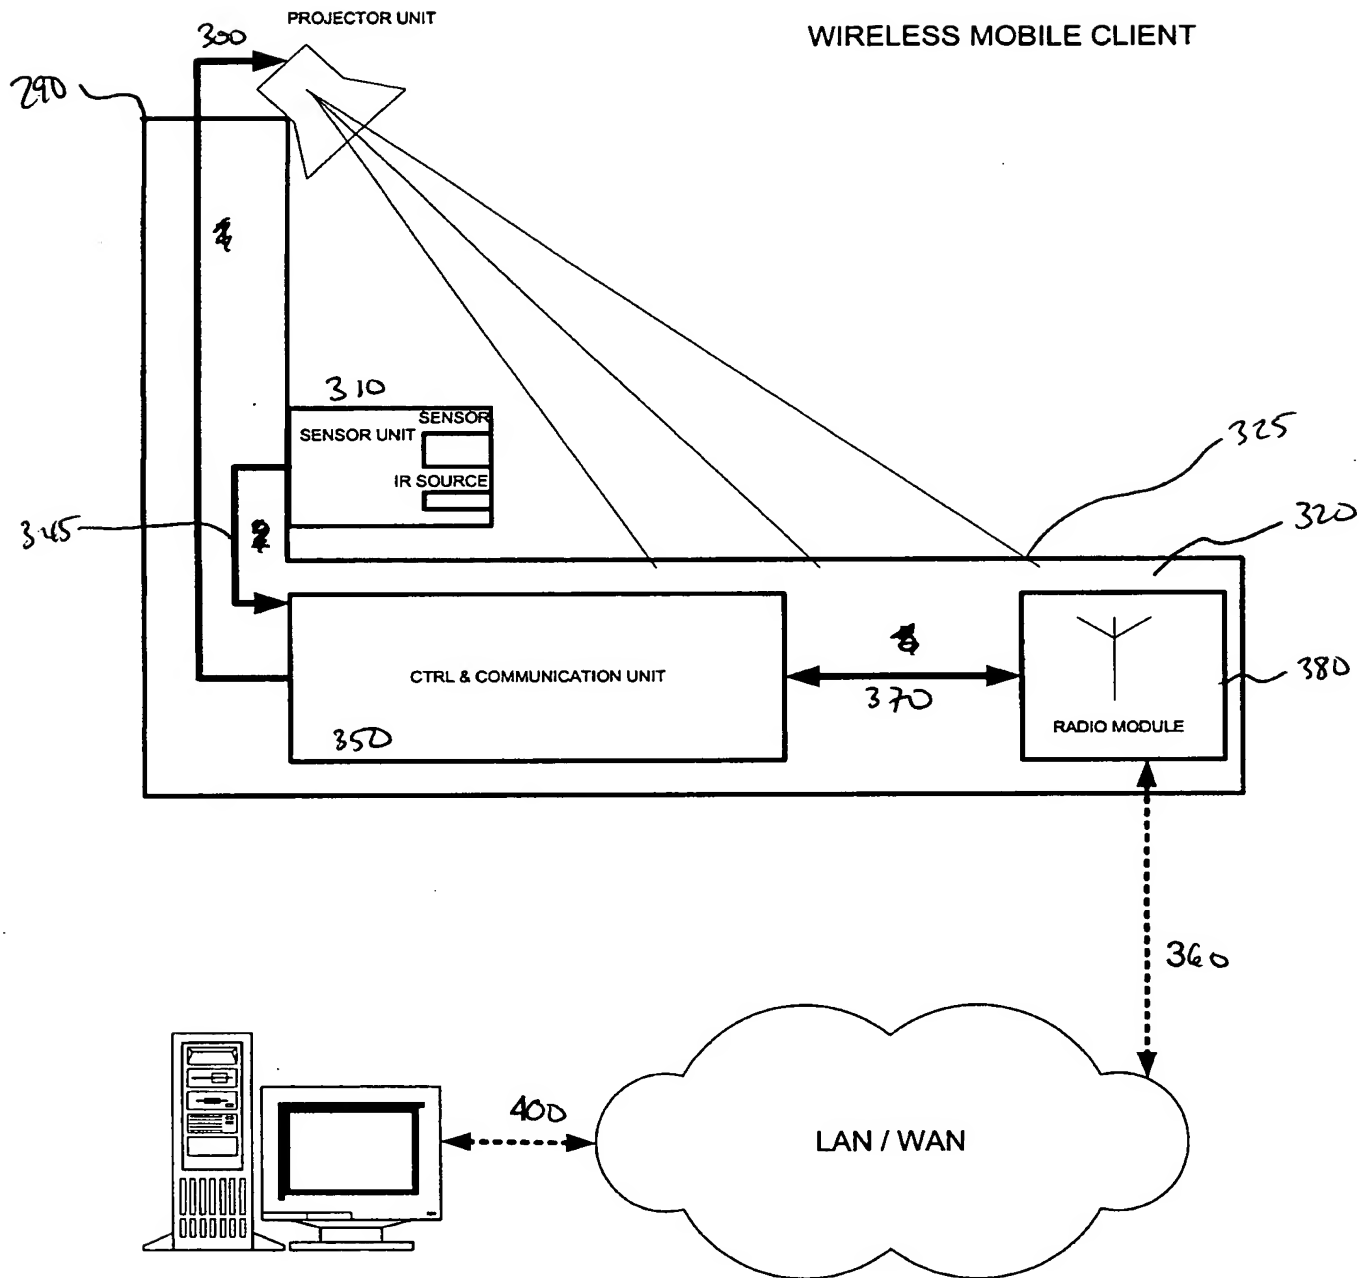 PROJECTOR UNIT
WIRELESS MOBILE CLIENT
300
290
310
SENSOR
SENSOR UNIT
IR SOURCE
325
320
345
CTRL & COMMUNICATION UNIT
370
380
RADIO MODULE
350
360
400
LAN / WAN